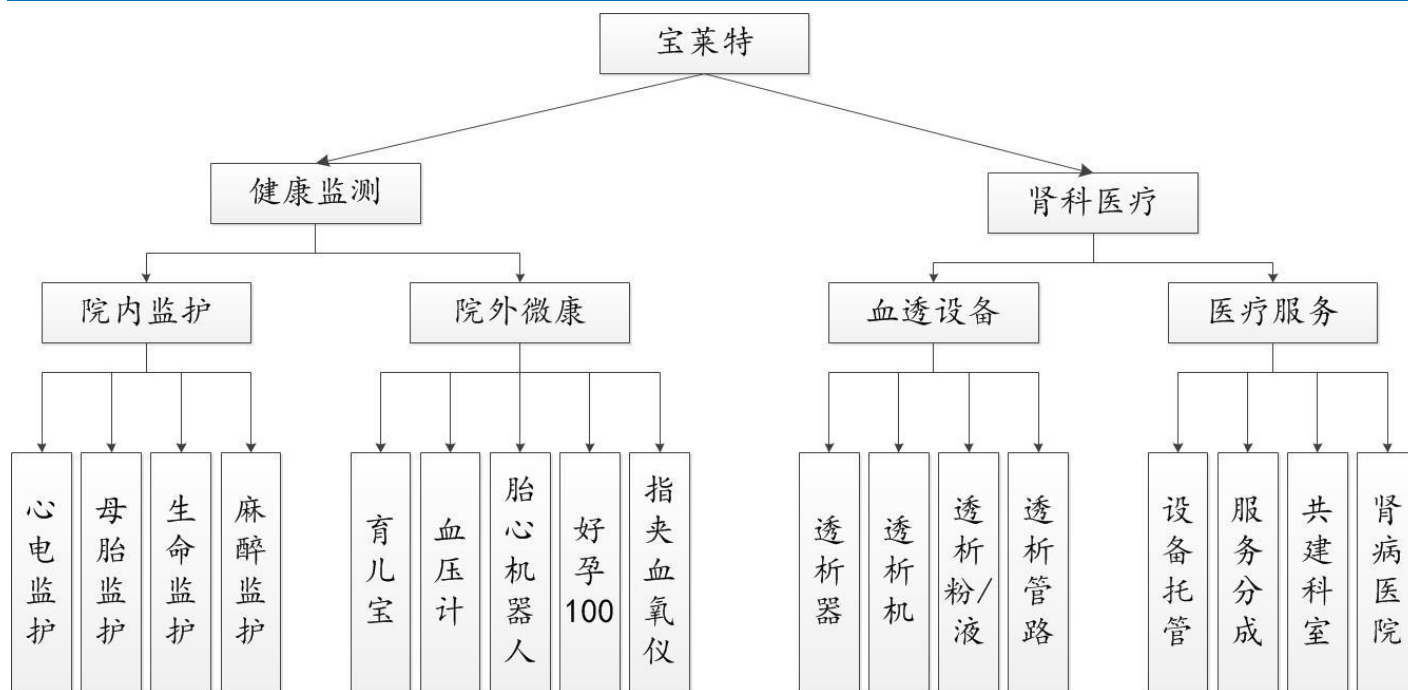 宝莱特
健康监测
肾科医疗
院内监护
院外微康
血透设备
医疗服务
心电监护
母胎监护
生命监护
麻醉监护
育儿宝
血压计
胎心机器人
好孕100
指夹血氧仪
透析器
透析机
透析粉/液
透析管路
设备托管
服务分成
共建科室
肾病医院